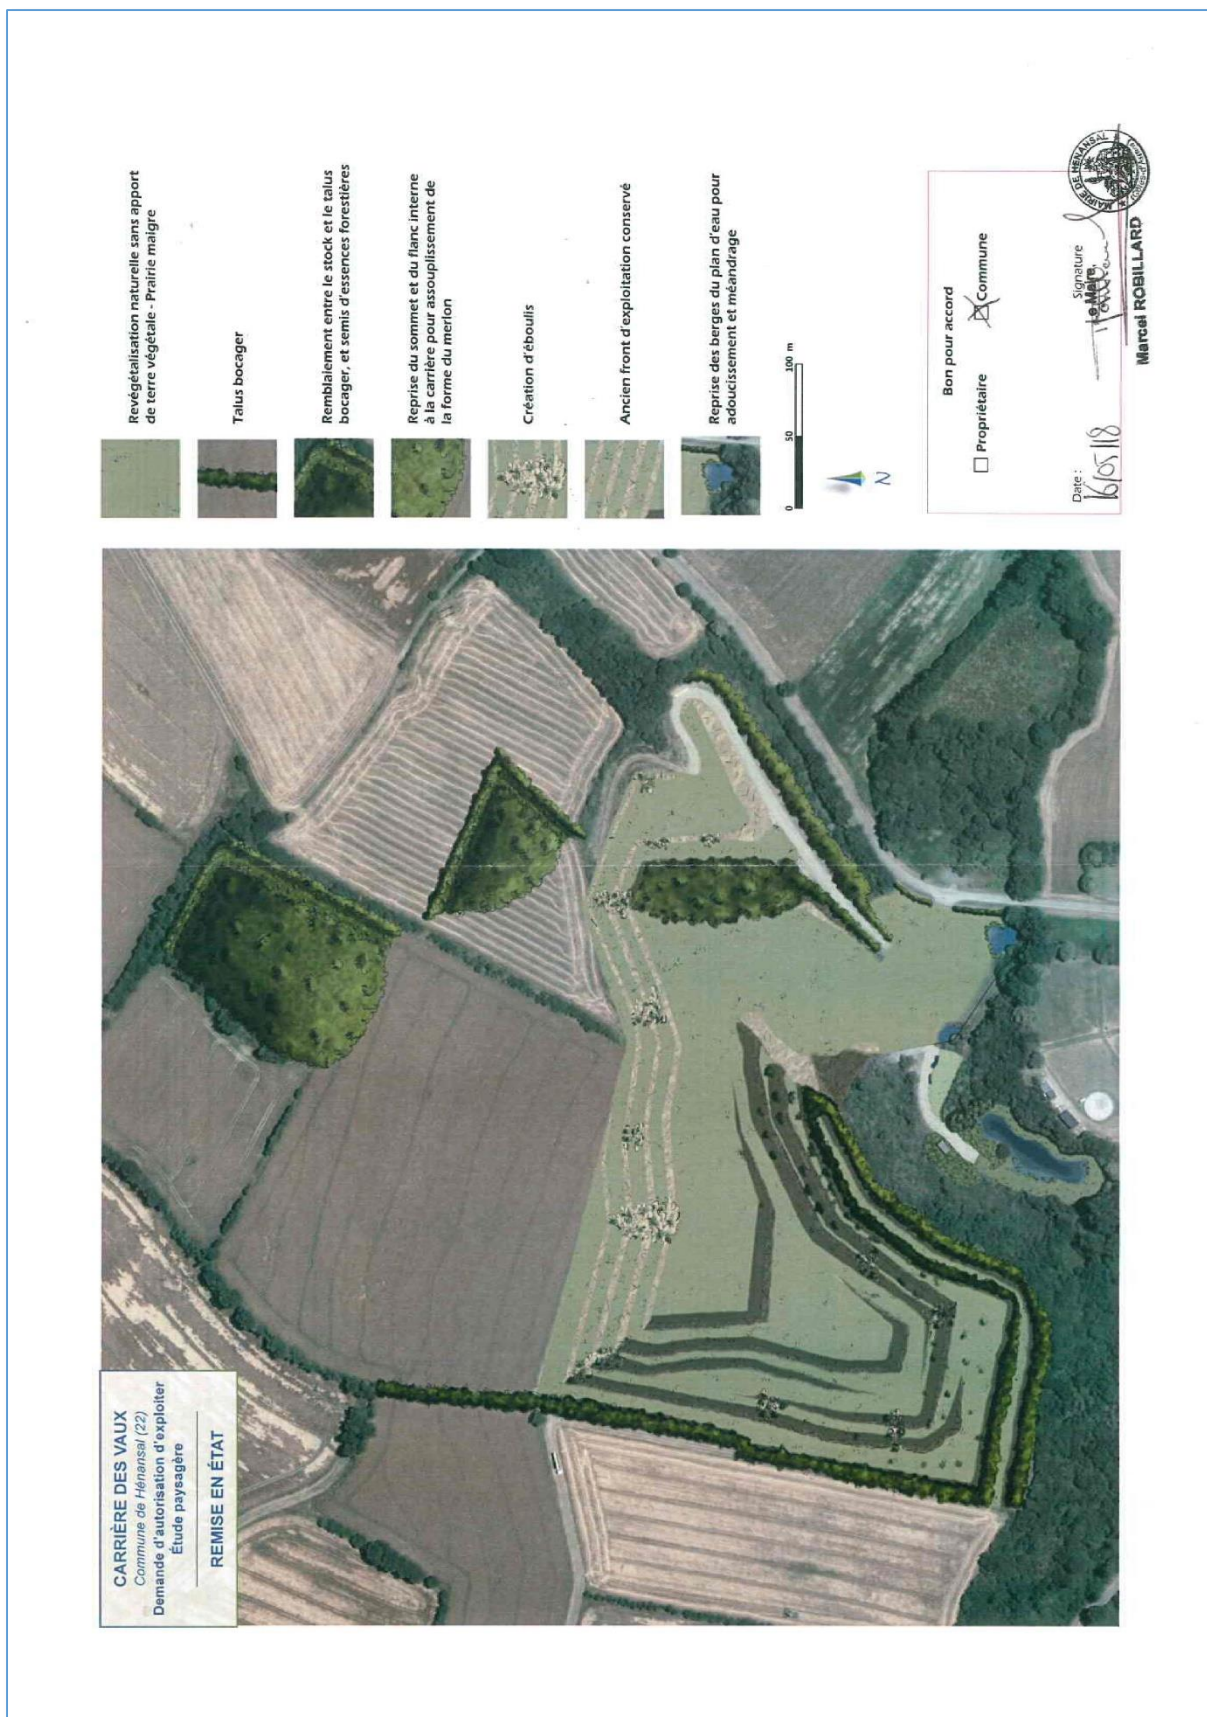 CARRIÈRE DES VAUX
Commune de Hénansal (22)
Demande d'autorisation d'exploiter
Étude paysagère
REMISE EN ÉTAT
Revégétalisation naturelle sans apport
de terre végétale - Prairie maigre
Talus bocager
Remblaiement entre le stock et le talus
bocager, et semis d'essences forestières
Reprise du sommet et du flanc interne
à la carrière pour assouplissement de
la forme du merlon
Création d'éboulis
Ancien front d'exploitation conservé
Reprise des berges du plan d'eau pour
adoucissement et méandrage
0 50 100 m
N
Bon pour accord
Propriétaire Commune
Date :
16/05/18
Signature
Le Maire,
Marcel ROBILLARD
MAIRIE DE HÉNANSAL